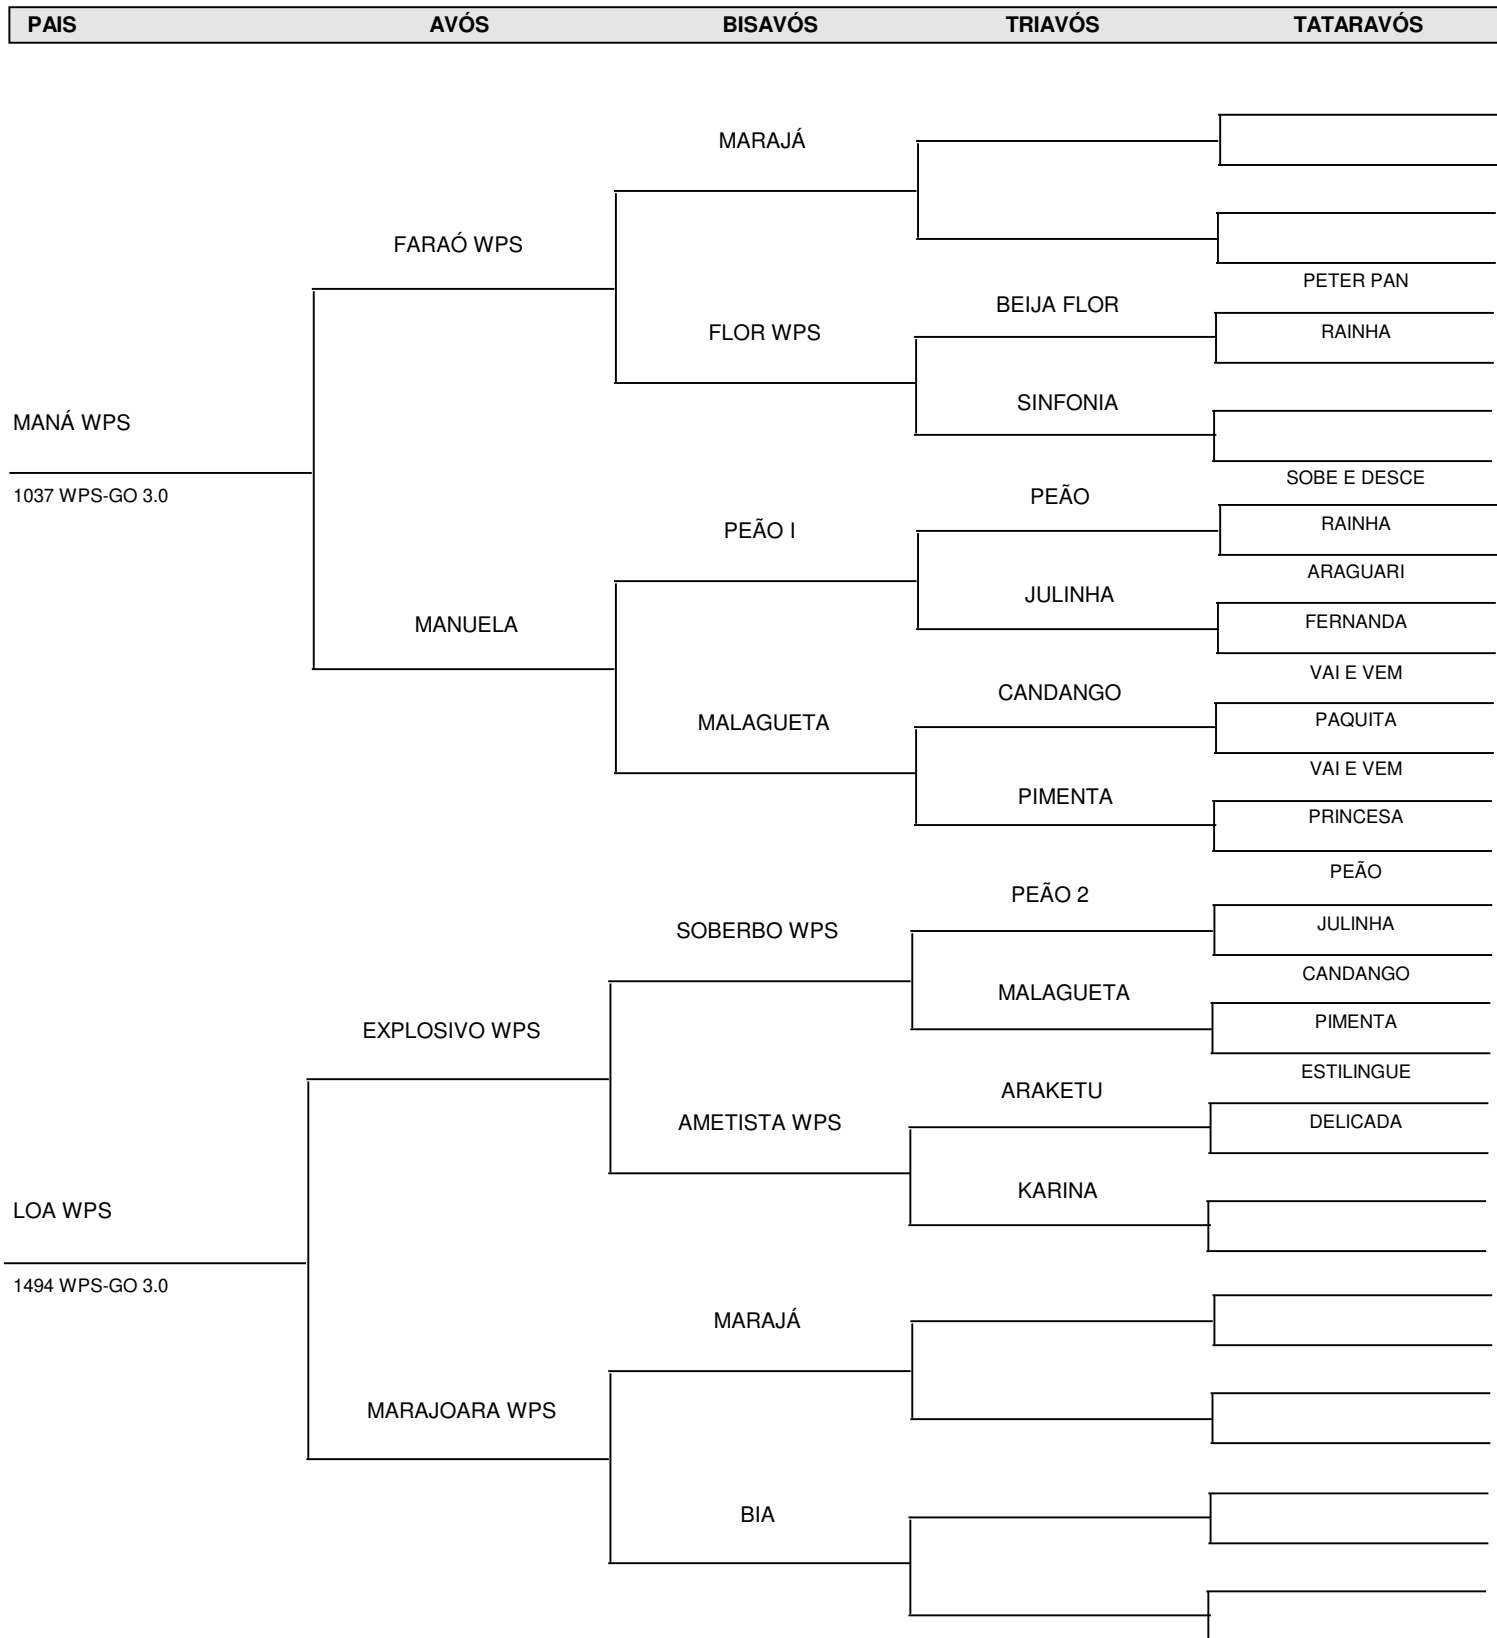 PAIS AVÓS BISAVÓS TRIAVÓS TATARAVÓS
MARAJÁ
FARAÓ WPS
PETER PAN
BEIJA FLOR
FLOR WPS
RAINHA
SINFONIA
MANÁ WPS
SOBE E DESCE
1037 WPS-GO 3.0
PEÃO
PEÃO I
RAINHA
ARAGUARI
JULINHA
MANUELA
FERNANDA
VAI E VEM
CANDANGO
MALAGUETA
PAQUITA
VAI E VEM
PIMENTA
PRINCESA
PEÃO
PEÃO 2
SOBERBO WPS
JULINHA
CANDANGO
MALAGUETA
EXPLOSIVO WPS
PIMENTA
ESTILINGUE
ARAKETU
AMETISTA WPS
DELICADA
KARINA
LOA WPS
1494 WPS-GO 3.0
MARAJÁ
MARAJOARA WPS
BIA